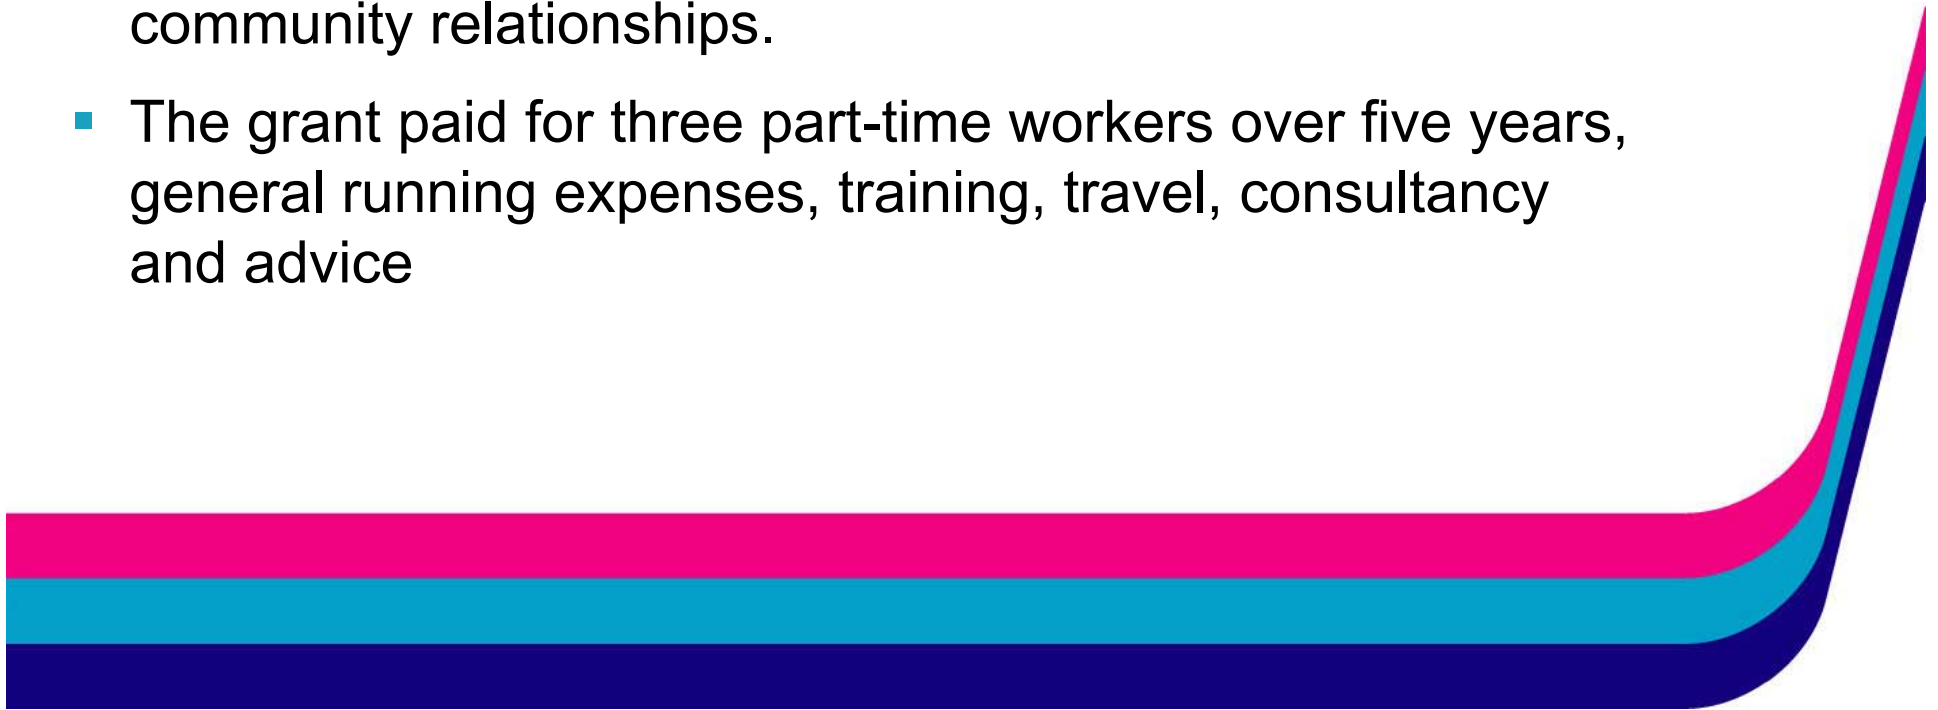 community relationships.
▪ The grant paid for three part-time workers over five years,
general running expenses, training, travel, consultancy
and advice